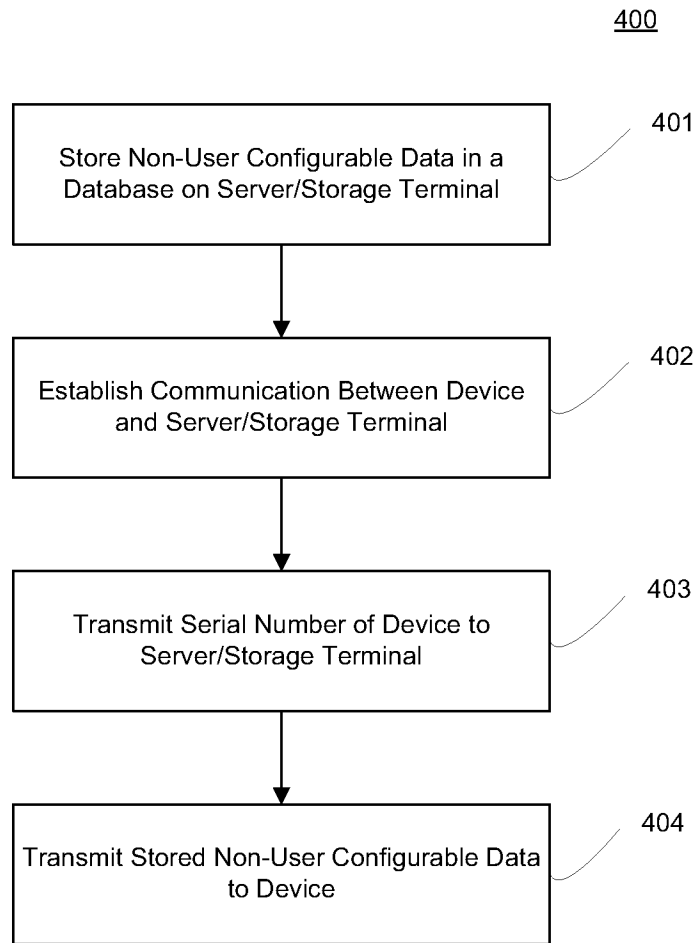 400
Store Non-User Configurable Data in a
Database on Server/Storage Terminal
401
Establish Communication Between Device
and Server/Storage Terminal
402
Transmit Serial Number of Device to
Server/Storage Terminal
403
Transmit Stored Non-User Configurable Data
to Device
404